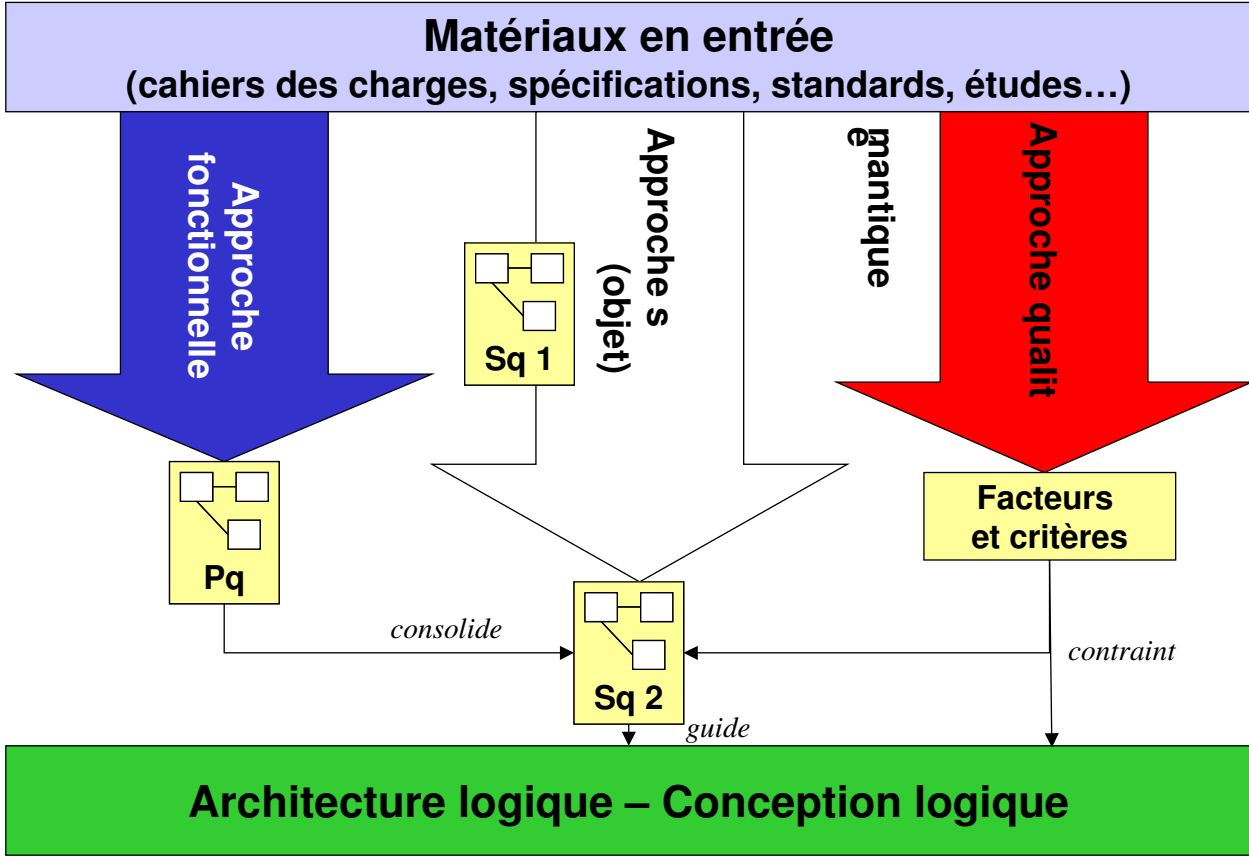 Matériaux en entrée
(cahiers des charges, spécifications, standards, études…)
Approche
fonctionnelle
Approche s
(objet)
é
mantique
Approche qualit
Sq 1
Pq
Facteurs
et critères
consolide
Sq 2
contraint
guide
Architecture logique – Conception logique